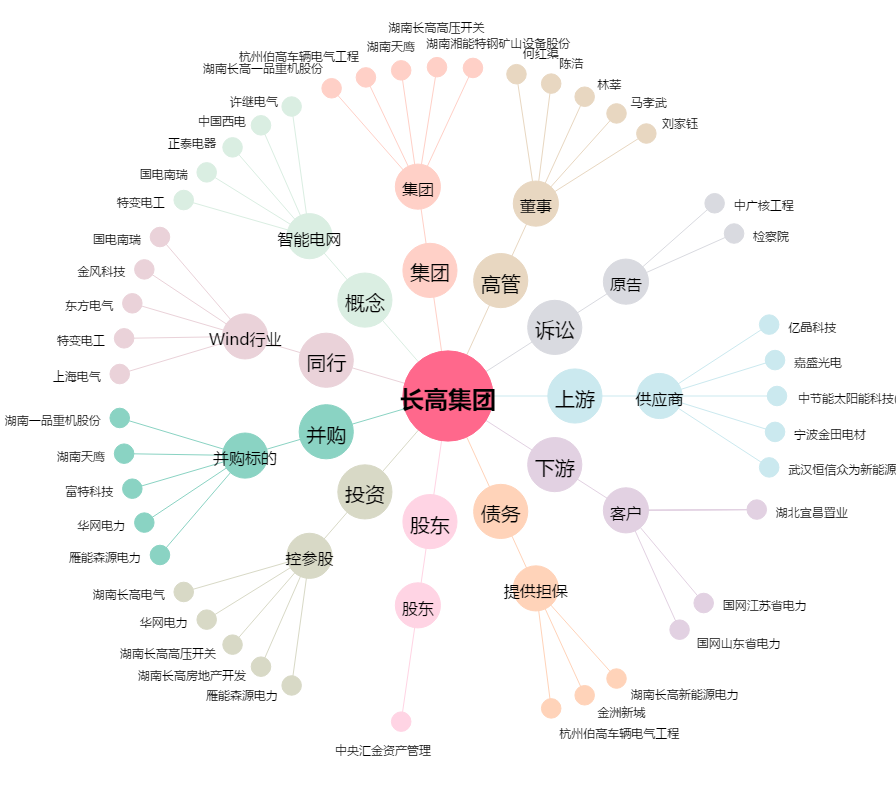 湖南长高高压开关
湖南天鹰
湖南湘能特钢矿山设备股份
杭州伯高车辆电气工程
湖南长高一品重机股份
何红渠
陈浩
林莘
马孝武
刘家钰
许继电气
中国西电
正泰电器
国电南瑞
特变电工
集团
董事
智能电网
中广核工程
检察院
国电南瑞
金风科技
东方电气
特变电工
上海电气
集团
高管
原告
概念
诉讼
Wind行业
同行
亿晶科技
嘉盛光电
中节能太阳能科技
宁波金田电材
武汉恒信众为新能源
长高集团
上游
供应商
湖南一品重机股份
湖南天鹰
富特科技
华网电力
雁能森源电力
并购
并购标的
下游
投资
股东
债务
客户
湖北宜昌置业
国网江苏省电力
国网山东省电力
控参股
股东
提供担保
湖南长高电气
华网电力
湖南长高高压开关
湖南长高房地产开发
雁能森源电力
湖南长高新能源电力
金洲新城
杭州伯高车辆电气工程
中央汇金资产管理